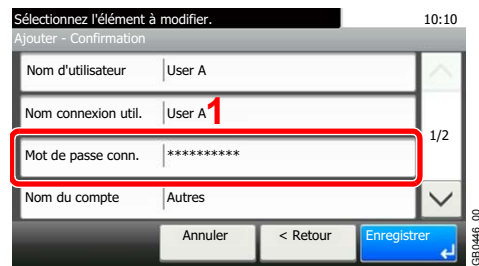 Sélectionnez l'élément à modifier. 10:10
Ajouter - Confirmation
Nom d'utilisateur User A
Nom connexion util. User A 1
1/2
Mot de passe conn. **********
Nom du compte Autres
Annuler < Retour Enregistrer
GB0446_00